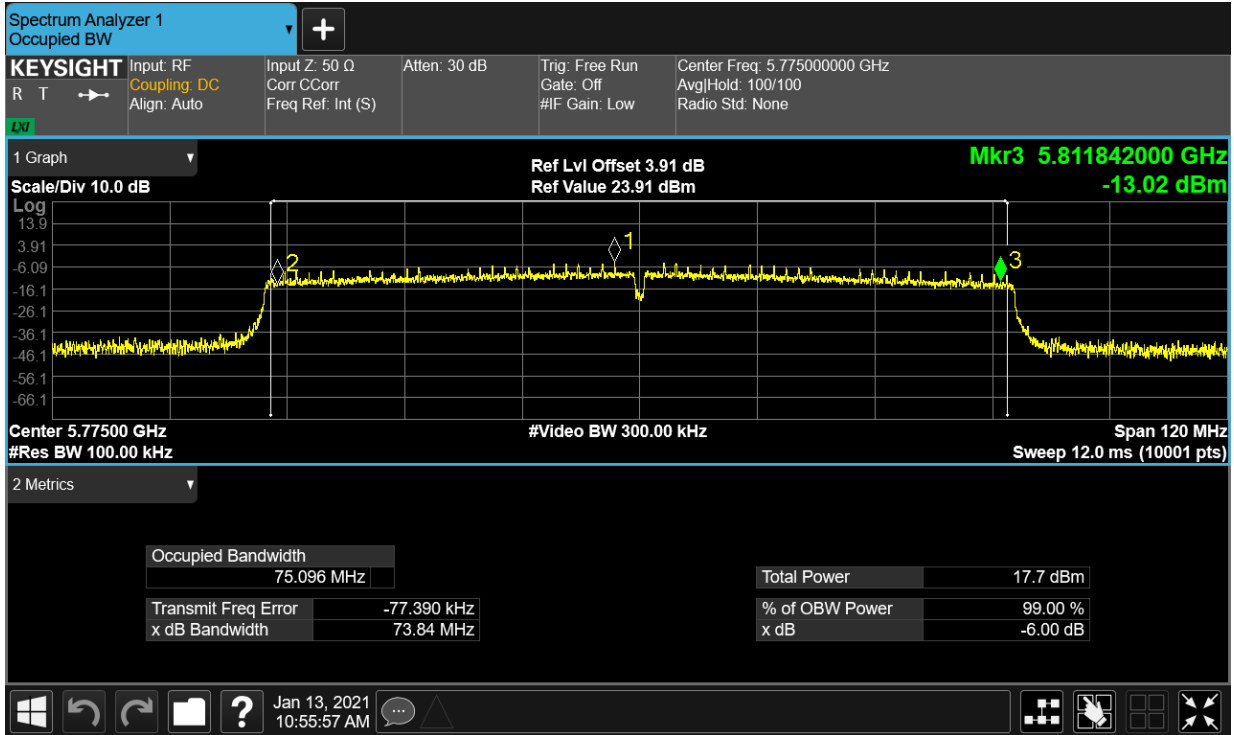 Spectrum Analyzer 1
Occupied BW
▼
+
KEYSIGHT
R T
LXI
Input: RF
Coupling: DC
Align: Auto
Input Z: 50 Ω
Corr CCorr
Freq Ref: Int (S)
Atten: 30 dB
Trig: Free Run
Gate: Off
#IF Gain: Low
Center Freq: 5.775000000 GHz
Avg|Hold: 100/100
Radio Std: None
1 Graph ▼
Scale/Div 10.0 dB
Ref Lvl Offset 3.91 dB
Ref Value 23.91 dBm
Mkr3 5.811842000 GHz
-13.02 dBm
Log
13.9
3.91
-6.09
-16.1
-26.1
-36.1
-46.1
-56.1
-66.1
2
1
3
Center 5.77500 GHz
#Video BW 300.00 kHz
Span 120 MHz
#Res BW 100.00 kHz
Sweep 12.0 ms (10001 pts)
2 Metrics ▼
Occupied Bandwidth
75.096 MHz
Transmit Freq Error -77.390 kHz
x dB Bandwidth 73.84 MHz
Total Power 17.7 dBm
% of OBW Power 99.00 %
x dB -6.00 dB
?
Jan 13, 2021
10:55:57 AM